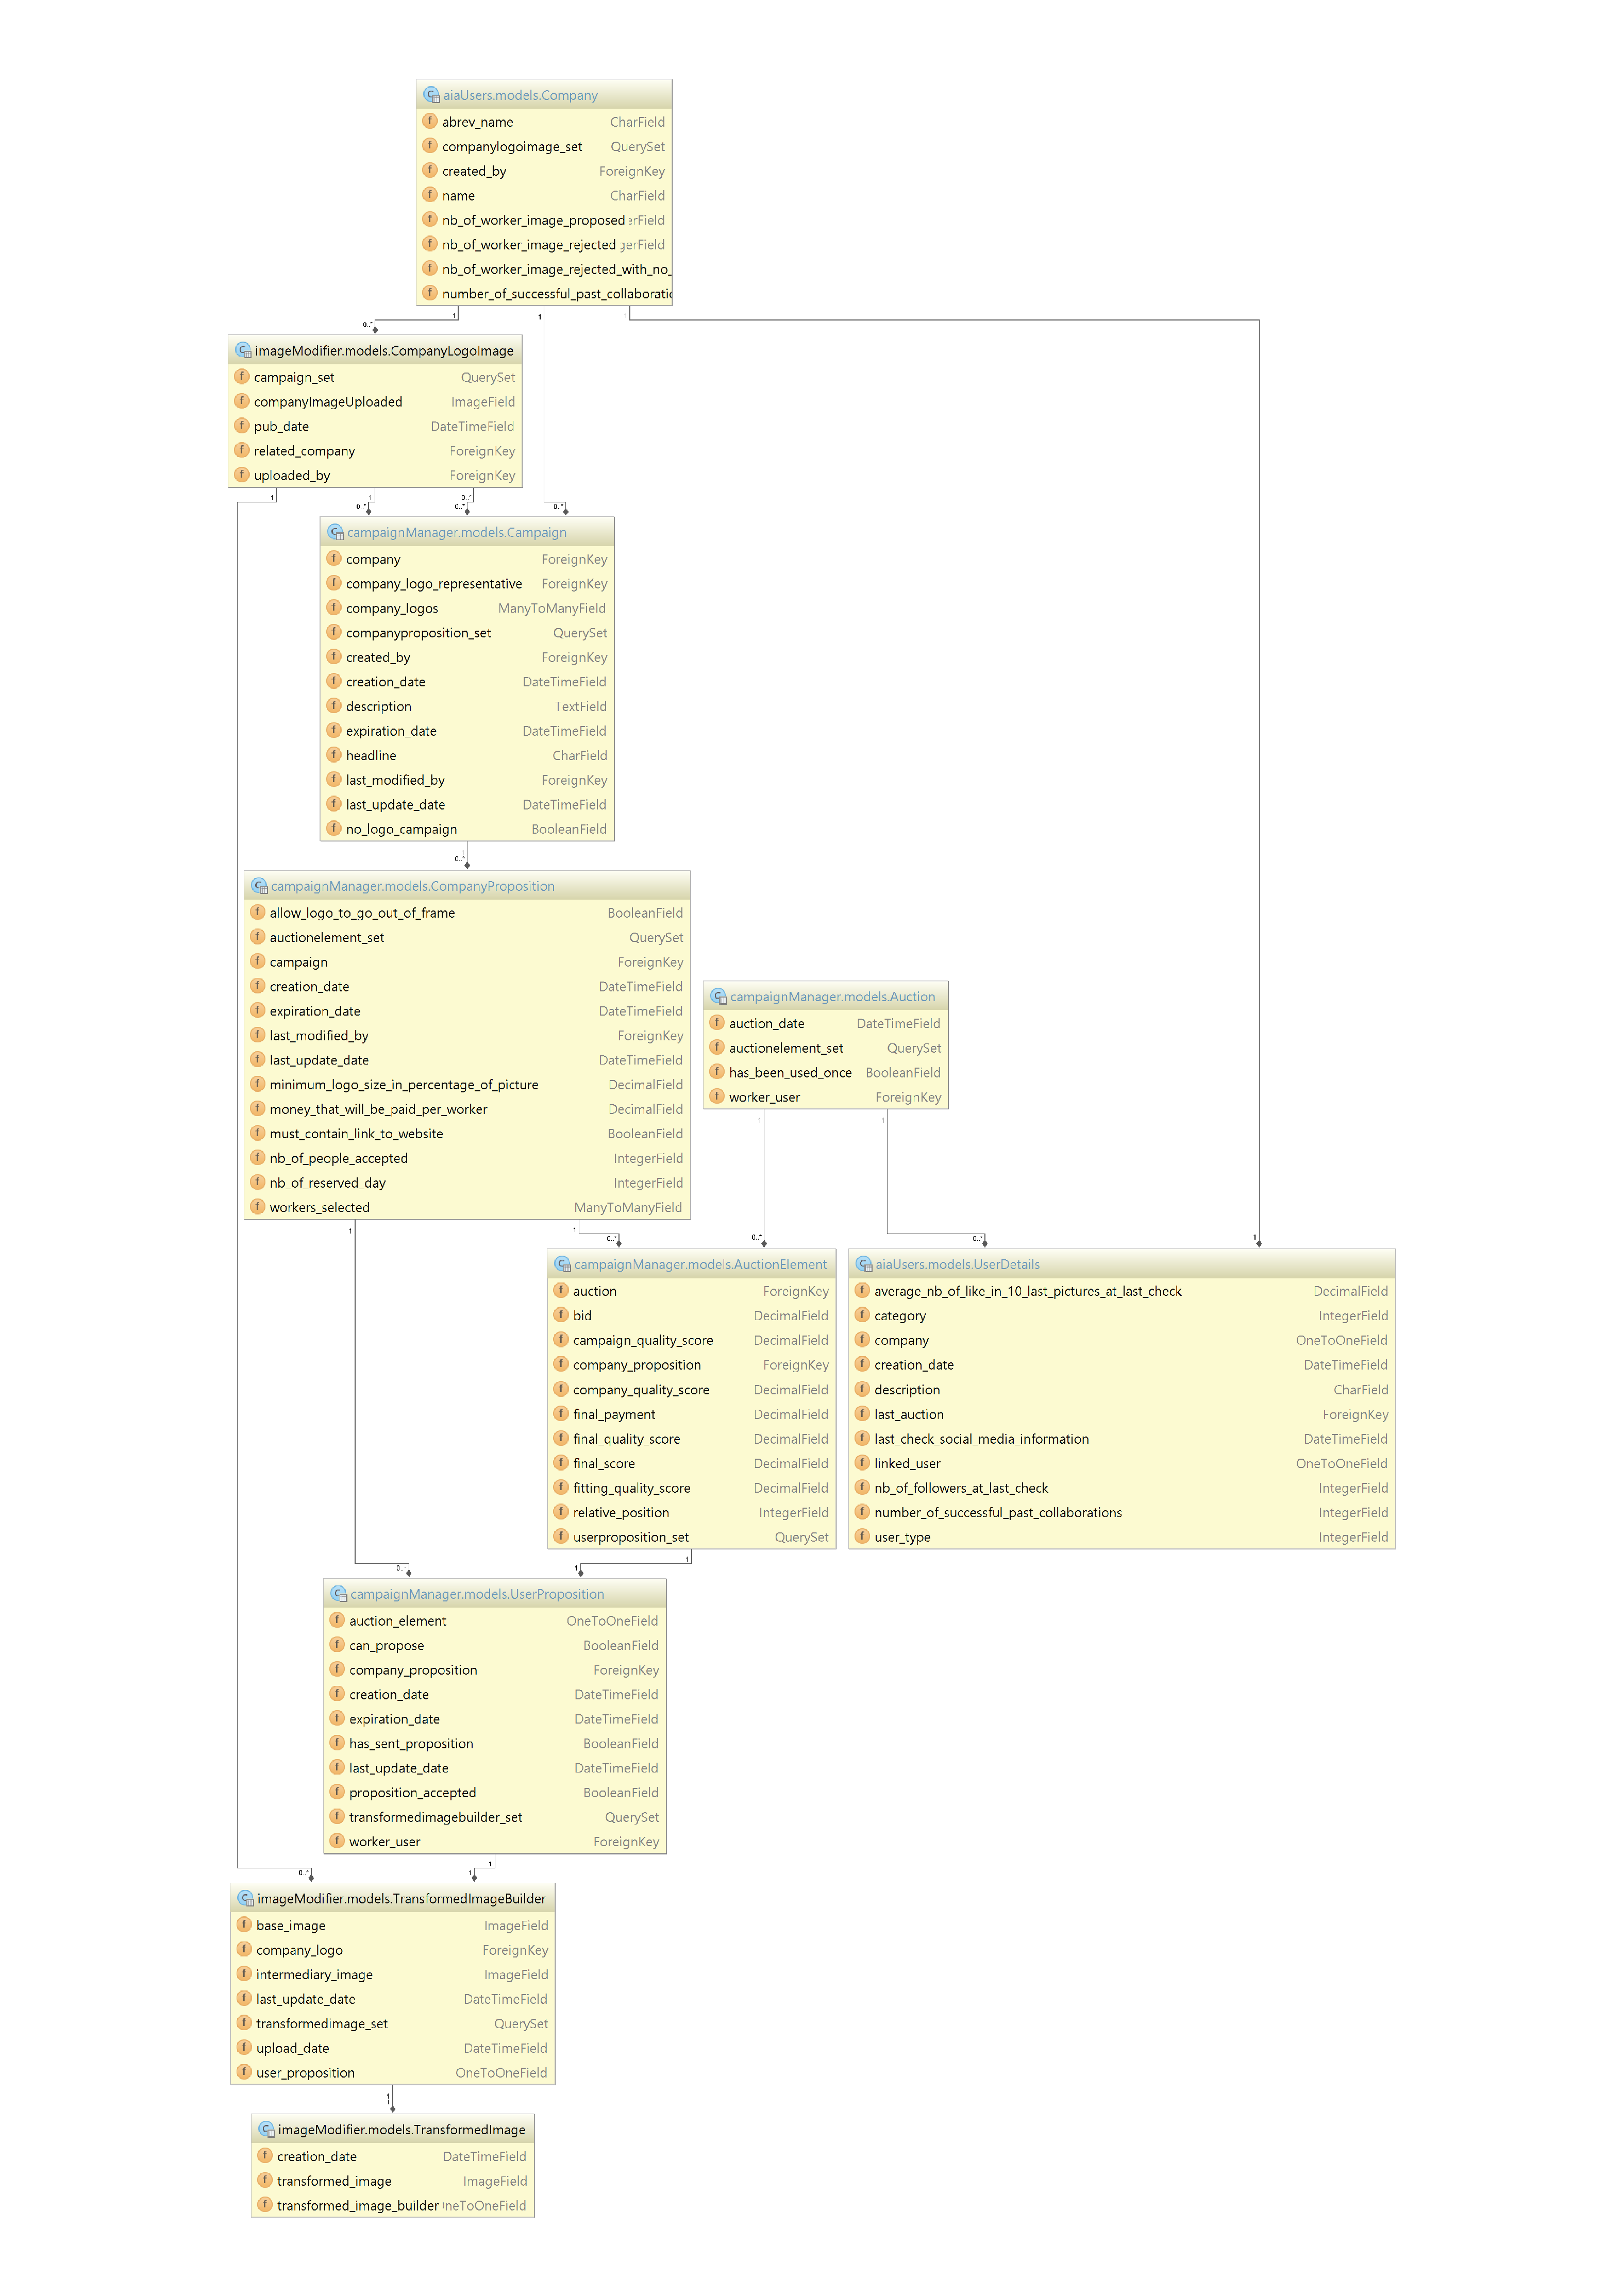 aiaUsers.models.Company
abrev_name CharField
companylogoimage_set QuerySet
created_by ForeignKey
name CharField
nb_of_worker_image_proposed erField
nb_of_worker_image_rejected gerField
nb_of_worker_image_rejected_with_no_
number_of_successful_past_collaboratio
1 1 1
0..*
imageModifier.models.CompanyLogoImage
campaign_set QuerySet
companyImageUploaded ImageField
pub_date DateTimeField
related_company ForeignKey
uploaded_by ForeignKey
1 1 0..*
0..* 0..* 0..*
campaignManager.models.Campaign
company ForeignKey
company_logo_representative ForeignKey
company_logos ManyToManyField
companyproposition_set QuerySet
created_by ForeignKey
creation_date DateTimeField
description TextField
expiration_date DateTimeField
headline CharField
last_modified_by ForeignKey
last_update_date DateTimeField
no_logo_campaign BooleanField
1
0..*
campaignManager.models.CompanyProposition
allow_logo_to_go_out_of_frame BooleanField
auctionelement_set QuerySet
campaign ForeignKey
creation_date DateTimeField
expiration_date DateTimeField
last_modified_by ForeignKey
last_update_date DateTimeField
minimum_logo_size_in_percentage_of_picture DecimalField
money_that_will_be_paid_per_worker DecimalField
must_contain_link_to_website BooleanField
nb_of_people_accepted IntegerField
nb_of_reserved_day IntegerField
workers_selected ManyToManyField
campaignManager.models.Auction
auction_date DateTimeField
auctionelement_set QuerySet
has_been_used_once BooleanField
worker_user ForeignKey
1 1
1 1
0..* 0..* 0..* 1
campaignManager.models.AuctionElement
auction ForeignKey
bid DecimalField
campaign_quality_score DecimalField
company_proposition ForeignKey
company_quality_score DecimalField
final_payment DecimalField
final_quality_score DecimalField
final_score DecimalField
fitting_quality_score DecimalField
relative_position IntegerField
userproposition_set QuerySet
aiaUsers.models.UserDetails
average_nb_of_like_in_10_last_pictures_at_last_check DecimalField
category IntegerField
company OneToOneField
creation_date DateTimeField
description CharField
last_auction ForeignKey
last_check_social_media_information DateTimeField
linked_user OneToOneField
nb_of_followers_at_last_check IntegerField
number_of_successful_past_collaborations IntegerField
user_type IntegerField
1
0..* 1
campaignManager.models.UserProposition
auction_element OneToOneField
can_propose BooleanField
company_proposition ForeignKey
creation_date DateTimeField
expiration_date DateTimeField
has_sent_proposition BooleanField
last_update_date DateTimeField
proposition_accepted BooleanField
transformedimagebuilder_set QuerySet
worker_user ForeignKey
1
0..* 1
imageModifier.models.TransformedImageBuilder
base_image ImageField
company_logo ForeignKey
intermediary_image ImageField
last_update_date DateTimeField
transformedimage_set QuerySet
upload_date DateTimeField
user_proposition OneToOneField
1
1
imageModifier.models.TransformedImage
creation_date DateTimeField
transformed_image ImageField
transformed_image_builder neToOneField